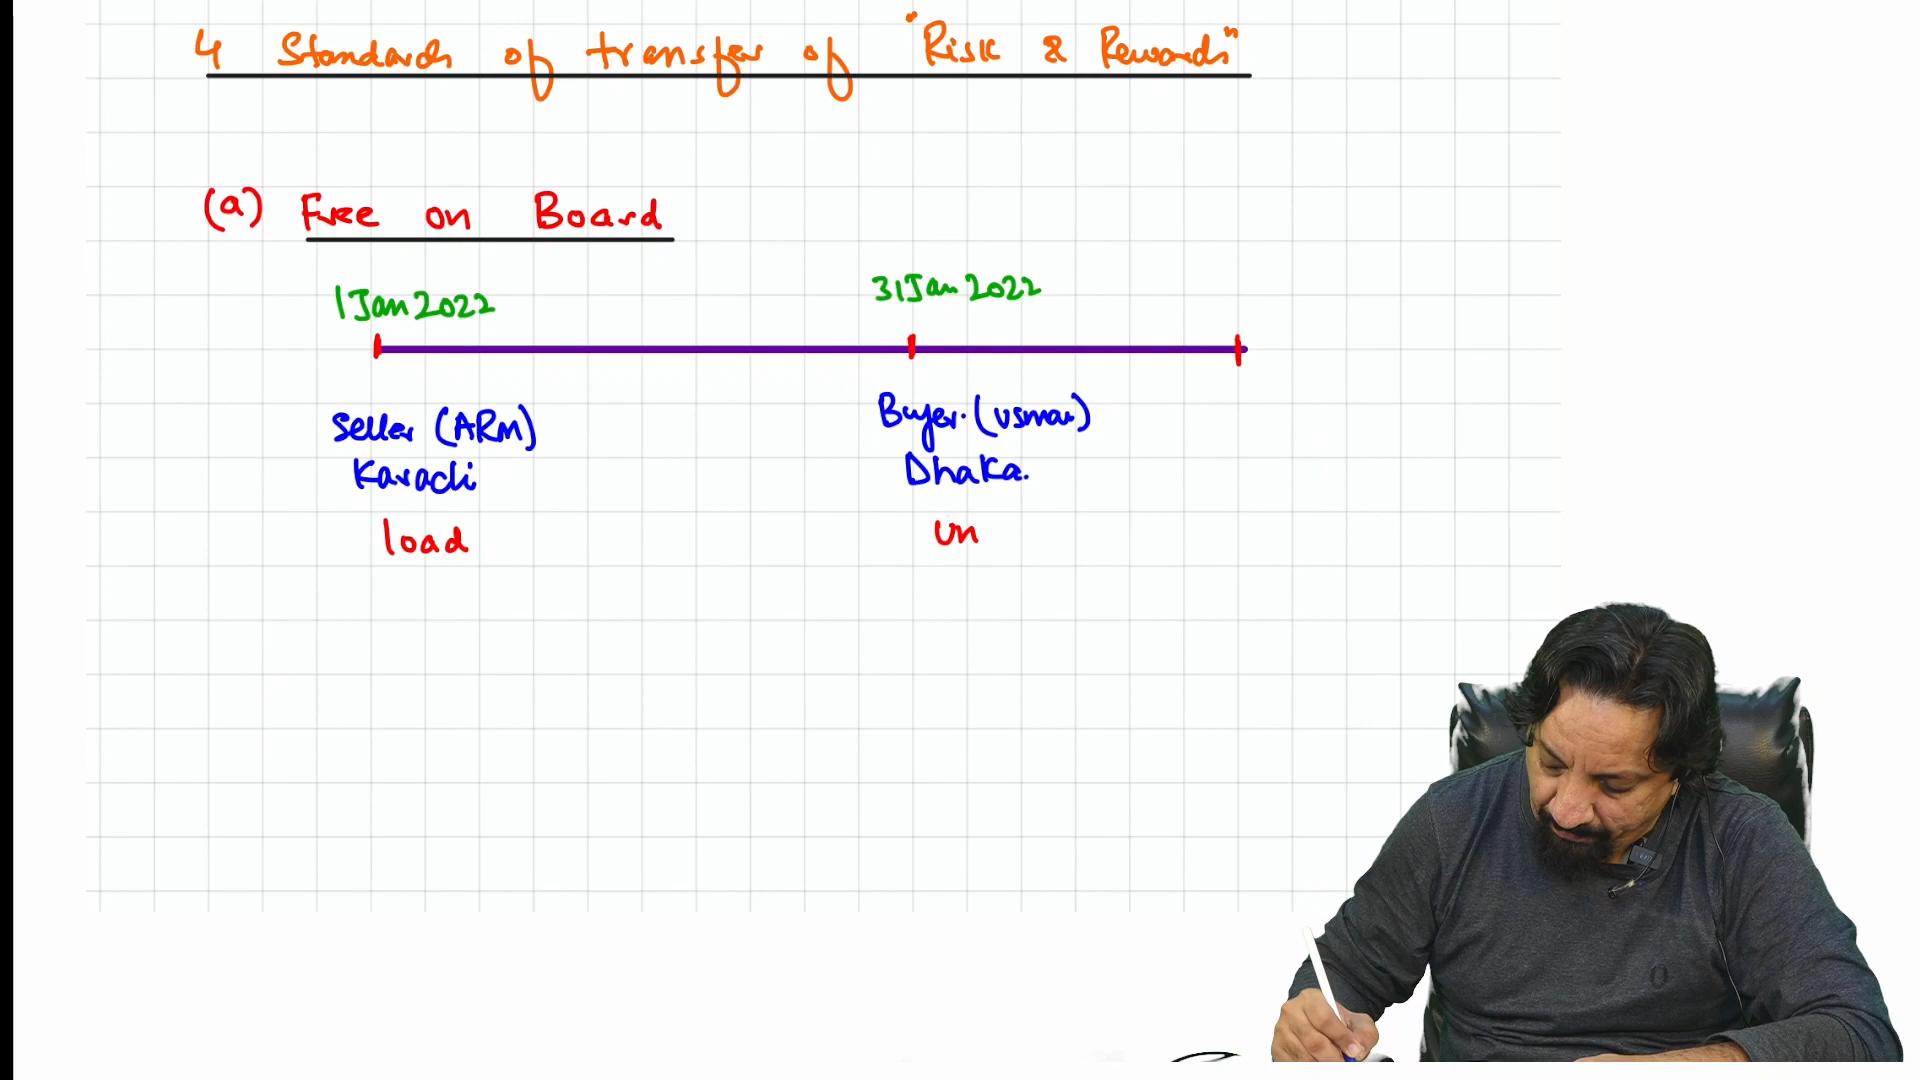 4 Standards of transfer of "Risk & Rewards"
(a) Free on Board
1 Jan 2022
31 Jan 2022
Seller (ARM)
Karachi
Buyer. (Usman)
Dhaka.
load
Un